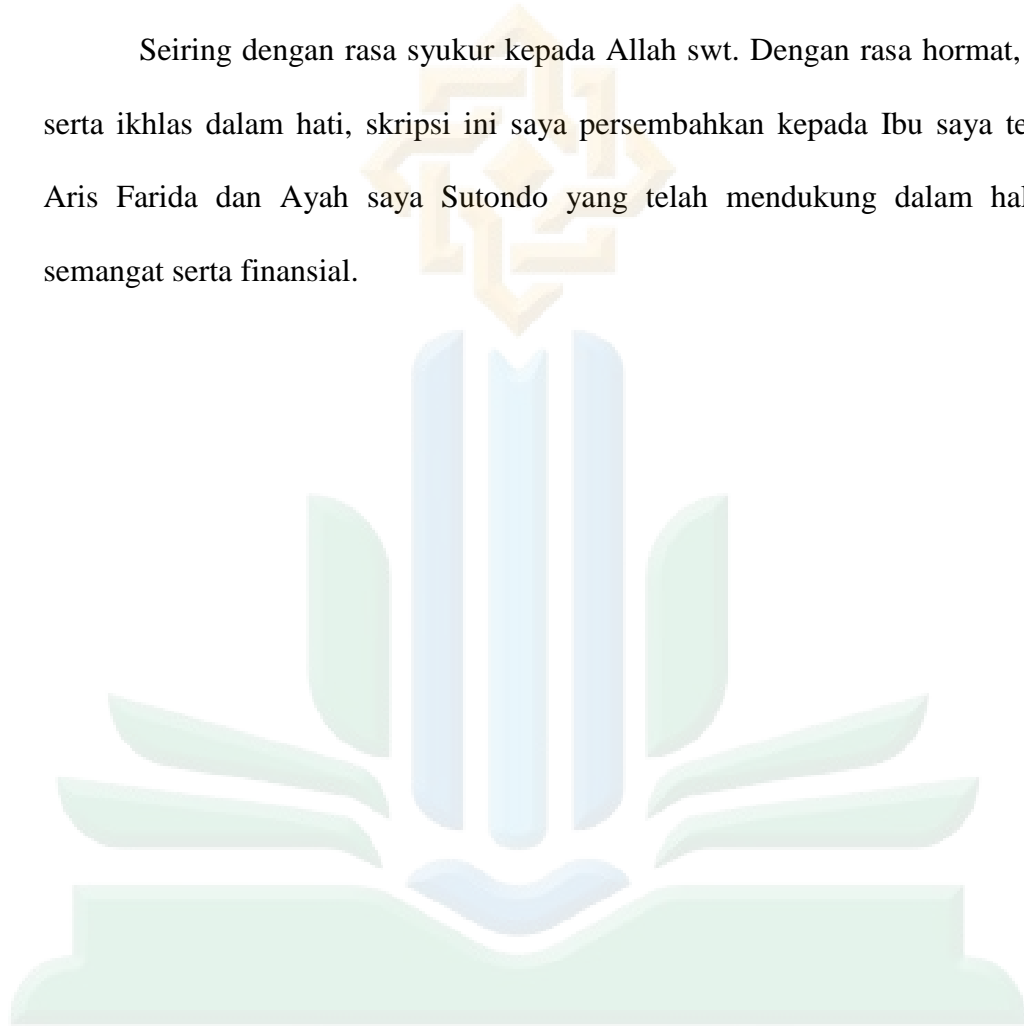 Seiring dengan rasa syukur kepada Allah swt. Dengan rasa hormat,
serta ikhlas dalam hati, skripsi ini saya persembahkan kepada Ibu saya
Aris Farida dan Ayah saya Sutondo yang telah mendukung dalam hal
semangat serta finansial.